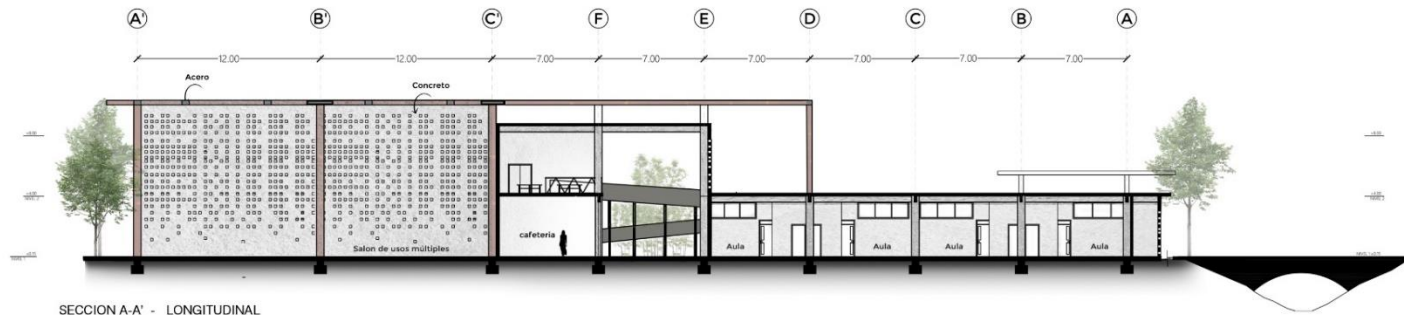 A' B' C' F E D C B A
12.00 12.00 7.00 7.00 7.00 7.00 7.00 7.00
Acero
Concreto
cafeteria
Salon de usos múltiples
Aula Aula Aula Aula
SECCION A-A' - LONGITUDINAL